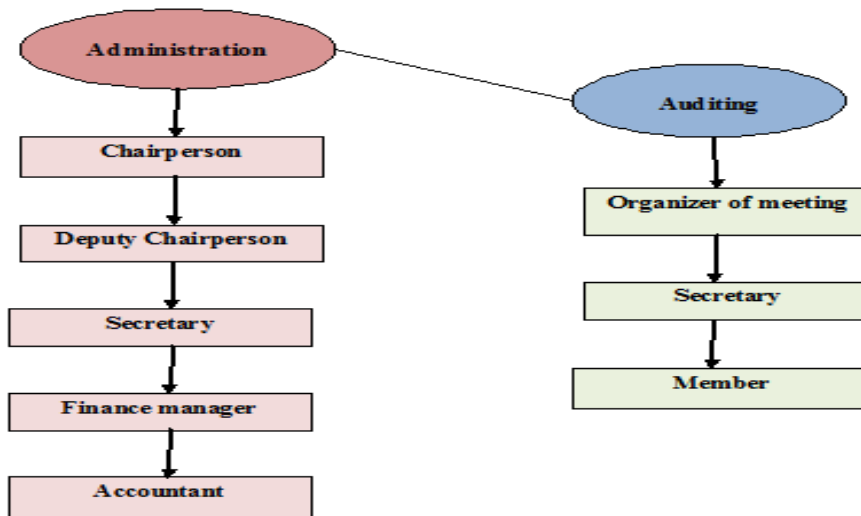 Administration
Chairperson
Deputy Chairperson
Secretary
Finance manager
Accountant
Auditing
Organizer of meeting
Secretary
Member